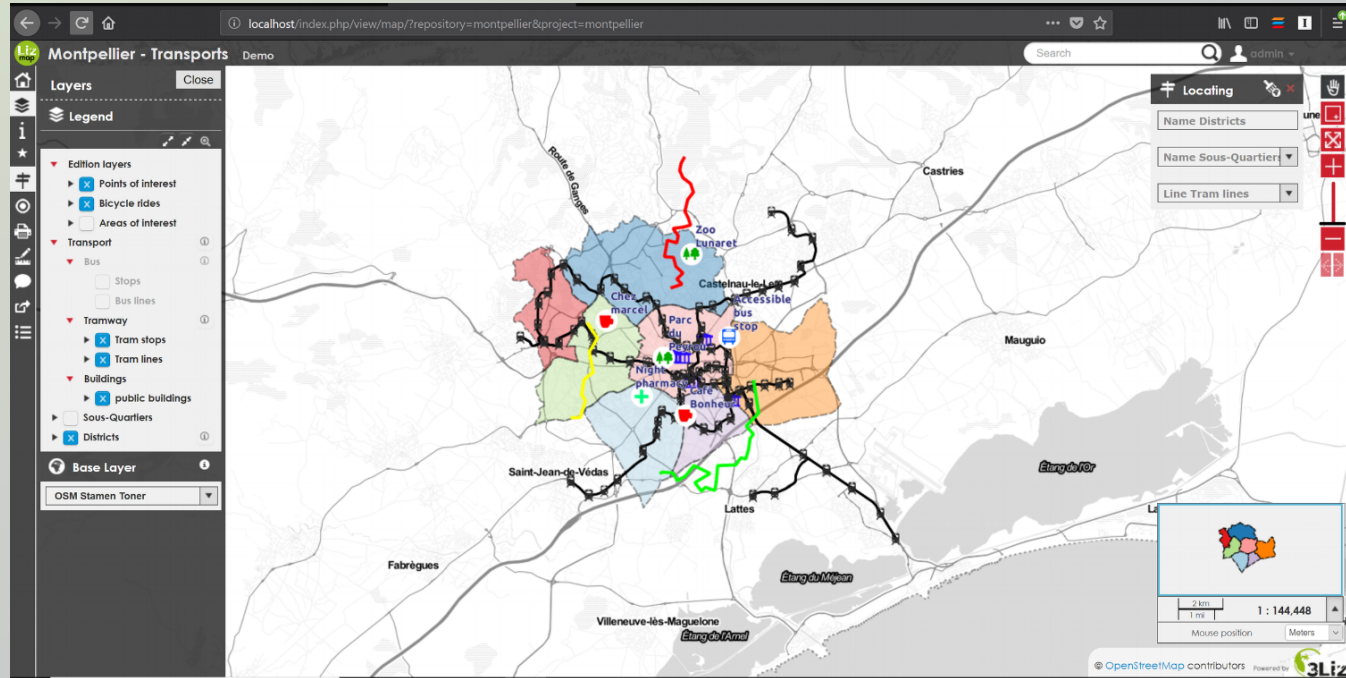 localhost/index.php/view/map/?repository=montpellier&project=montpellier
Liz map
Montpellier - Transports Demo
Search
admin
Layers
Close
Legend
Edition layers
Points of interest
Bicycle rides
Areas of interest
Transport
Bus
Stops
Bus lines
Tramway
Tram stops
Tram lines
Buildings
public buildings
Sous-Quartiers
Districts
Base Layer
OSM Stamen Toner
Locating
Name Districts
Name Sous-Quartiers
Line Tram lines
Route de Ganges
Castries
Zoo
Lunaret
Castelnau-le-Lez
Chez
marcel
Accessible
bus
stop
Parc
du
Peyrou
Night
pharmacy
Café
Bonheur
Mauguio
Saint-Jean-de-Védas
Lattes
Étang de l'Or
Fabrègues
Étang du Méjean
Villeneuve-lès-Maguelone
Étang de l'Arnel
2 km
1 mi
1 : 144,448
Mouse position
Meters
© OpenStreetMap contributors
Powered by
3Liz